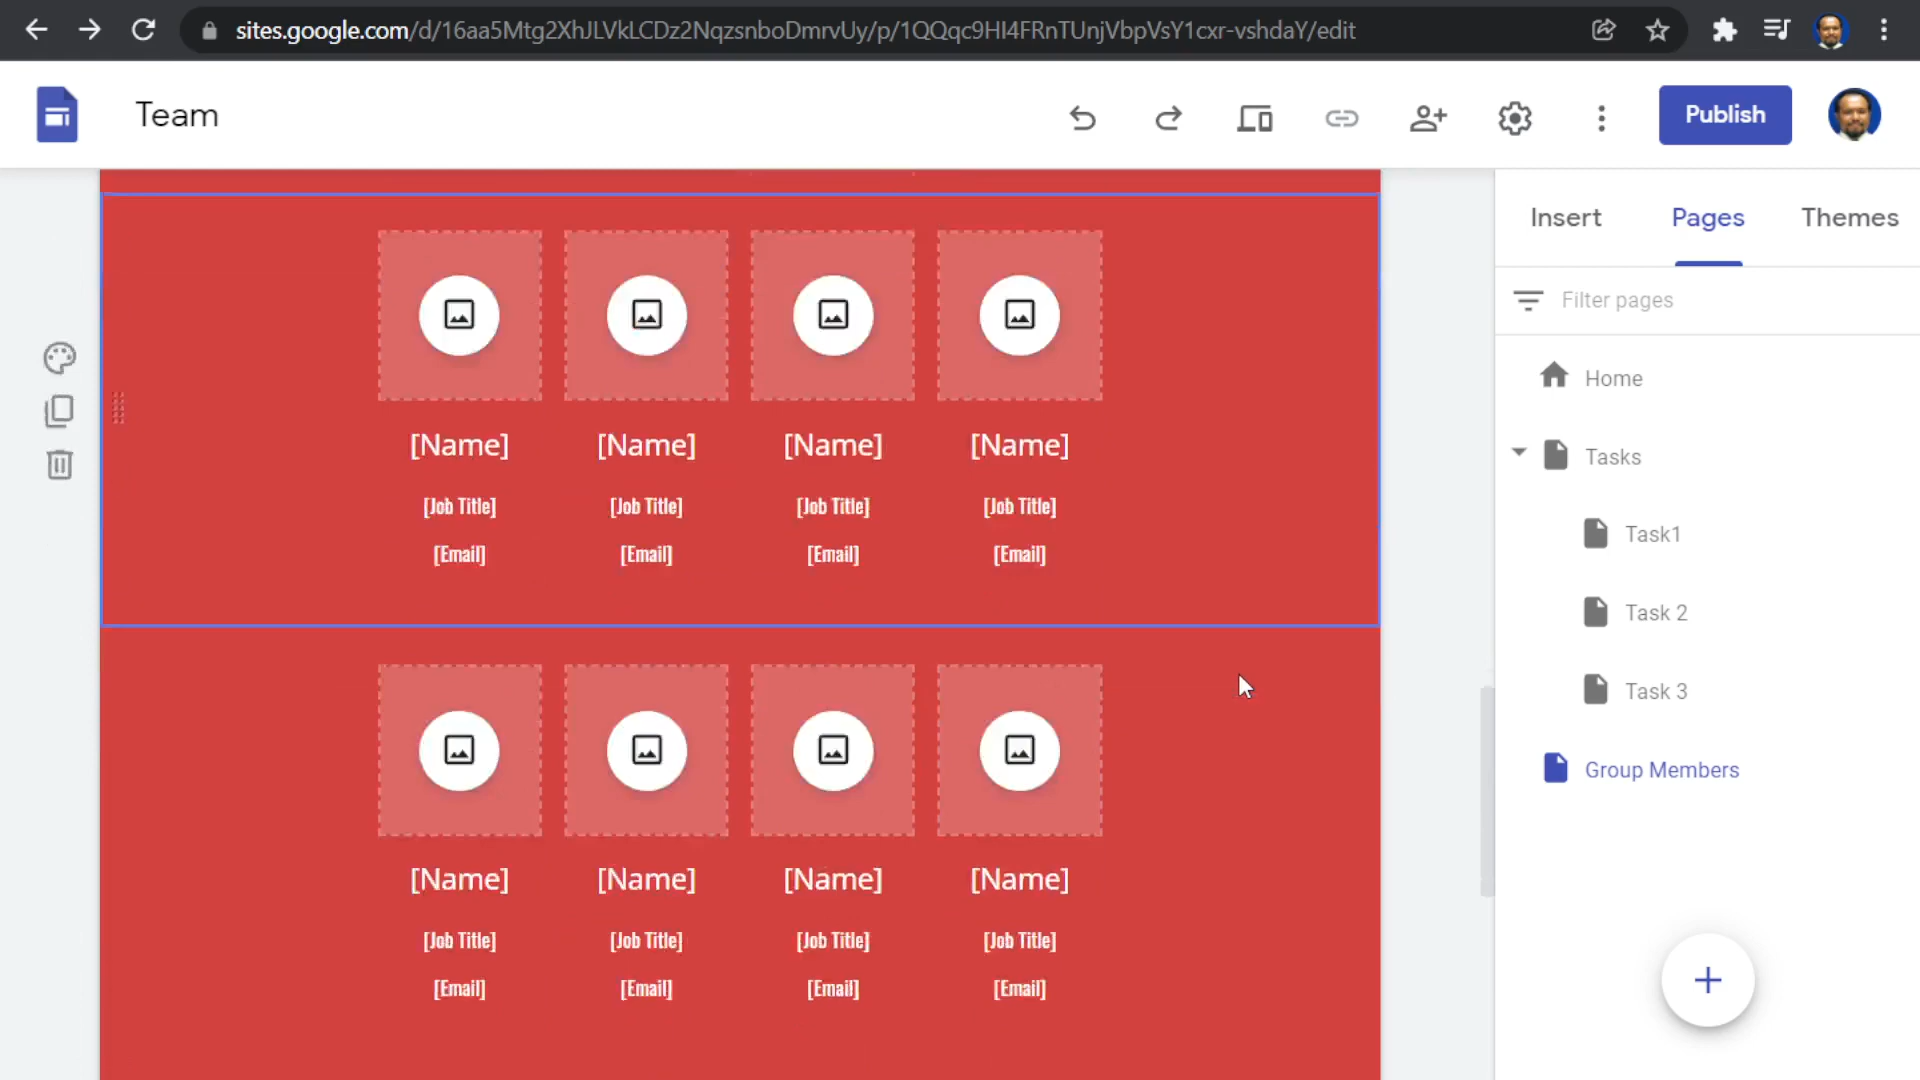 sites.google.com/d/16aa5Mtg2XhJLVkLCDz2NqzsnboDmrvUy/p/1QQqc9HI4FRnTUnjVbpVsY1cxr-vshdaY/edit
Team
Publish
Insert Pages Themes
Filter pages
Home
Tasks
Task1
Task 2
Task 3
Group Members
[Name] [Name] [Name] [Name]
[Job Title] [Job Title] [Job Title] [Job Title]
[Email] [Email] [Email] [Email]
[Name] [Name] [Name] [Name]
[Job Title] [Job Title] [Job Title] [Job Title]
[Email] [Email] [Email] [Email]